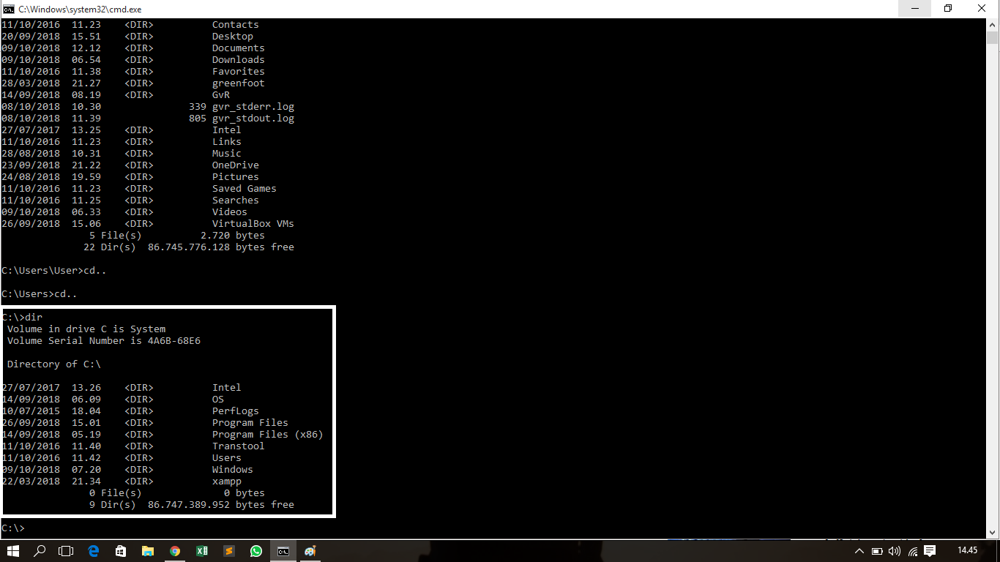 C:\Windows\system32\cmd.exe
11/10/2016  11.23    <DIR>          Contacts
20/09/2018  15.51    <DIR>          Desktop
09/10/2018  12.12    <DIR>          Documents
09/10/2018  06.54    <DIR>          Downloads
11/10/2016  11.38    <DIR>          Favorites
28/03/2018  21.27    <DIR>          greenfoot
14/09/2018  08.19    <DIR>          GvR
08/10/2018  10.30               339 gvr_stderr.log
08/10/2018  11.39               805 gvr_stdout.log
27/07/2017  13.25    <DIR>          Intel
11/10/2016  11.23    <DIR>          Links
28/08/2018  10.31    <DIR>          Music
23/09/2018  21.22    <DIR>          OneDrive
24/08/2018  19.59    <DIR>          Pictures
11/10/2016  11.23    <DIR>          Saved Games
11/10/2016  11.25    <DIR>          Searches
09/10/2018  06.33    <DIR>          Videos
26/09/2018  15.06    <DIR>          VirtualBox VMs
               5 File(s)          2.720 bytes
              22 Dir(s)  86.745.776.128 bytes free
C:\Users\User>cd..
C:\Users>cd..
C:\>dir
 Volume in drive C is System
 Volume Serial Number is 4A6B-68E6
 Directory of C:\
27/07/2017  13.26    <DIR>          Intel
14/09/2018  06.09    <DIR>          OS
10/07/2015  18.04    <DIR>          PerfLogs
26/09/2018  15.01    <DIR>          Program Files
14/09/2018  05.19    <DIR>          Program Files (x86)
11/10/2016  11.40    <DIR>          Transtool
11/10/2016  11.42    <DIR>          Users
09/10/2018  07.20    <DIR>          Windows
22/03/2018  21.34    <DIR>          xampp
               0 File(s)              0 bytes
               9 Dir(s)  86.747.389.952 bytes free
C:\>
14.45